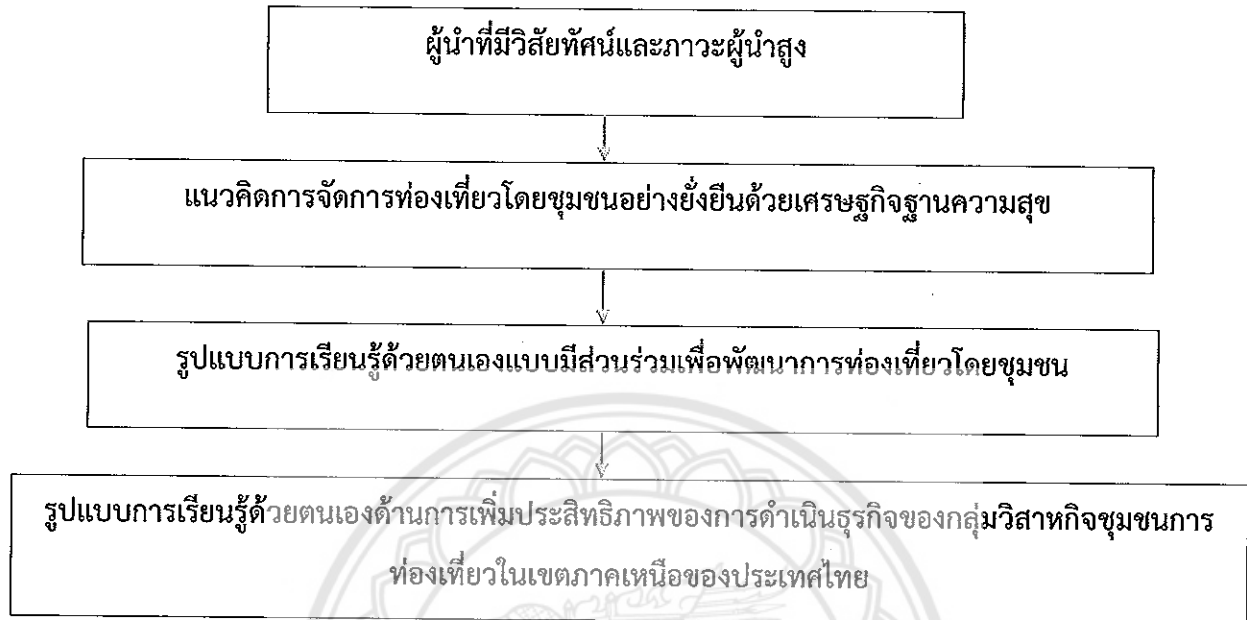 ผู้นำที่มีวิสัยทัศน์และภาวะผู้นำสูง
แนวคิดการจัดการท่องเที่ยวโดยชุมชนอย่างยั่งยืนด้วยเศรษฐกิจฐานความสุข
รูปแบบการเรียนรู้ด้วยตนเองแบบมีส่วนร่วมเพื่อพัฒนาการท่องเที่ยวโดยชุมชน
รูปแบบการเรียนรู้ด้วยตนเองด้านการเพิ่มประสิทธิภาพของการดำเนินธุรกิจของกลุ่มวิสาหกิจชุมชนการ
ท่องเที่ยวในเขตภาคเหนือของประเทศไทย